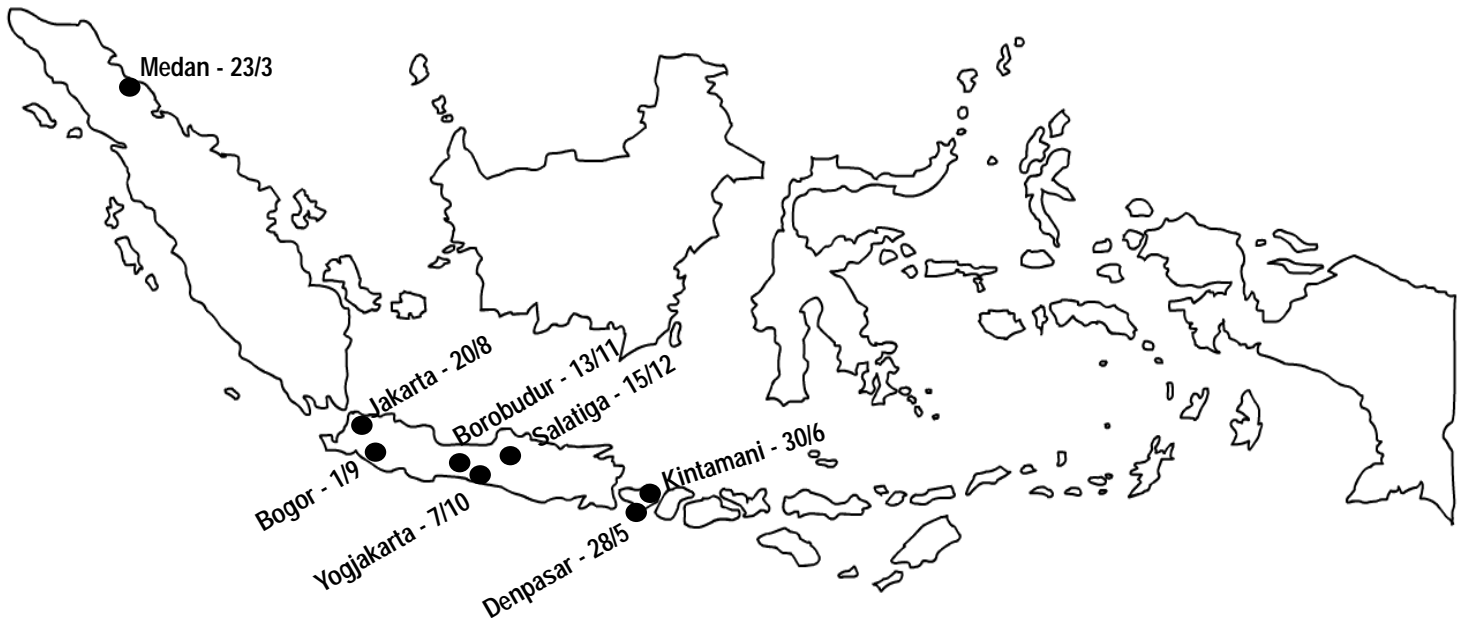 Medan - 23/3
Jakarta - 20/8
Borobudur - 13/11
Salatiga - 15/12
Kintamani - 30/6
Bogor - 1/9
Yogjakarta - 7/10
Denpasar - 28/5